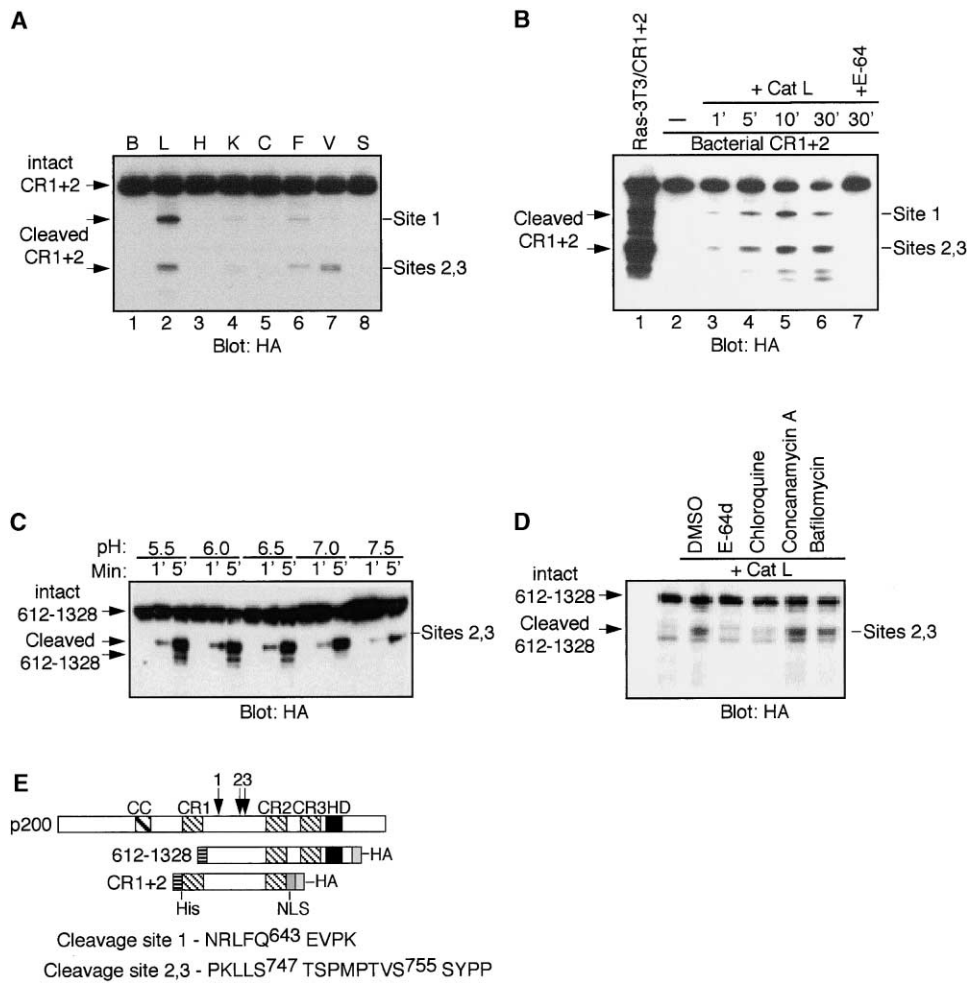 A
B L H K C F V S
intact
CR1+2
Cleaved
CR1+2
Site 1
Sites 2,3
1 2 3 4 5 6 7 8
Blot: HA
B
Ras-3T3/CR1+2
+ Cat L
+E-64
— 1' 5' 10' 30' 30'
Bacterial CR1+2
Cleaved
CR1+2
Site 1
Sites 2,3
1 2 3 4 5 6 7
Blot: HA
C
pH: 5.5 6.0 6.5 7.0 7.5
Min: 1' 5' 1' 5' 1' 5' 1' 5' 1' 5'
intact
612-1328
Cleaved
612-1328
Sites 2,3
Blot: HA
D
DMSO
E-64d
Chloroquine
Concanamycin A
Bafilomycin
+ Cat L
intact
612-1328
Cleaved
612-1328
Sites 2,3
Blot: HA
E
1 23
CC CR1 CR2 CR3 HD
p200
612-1328 HA
CR1+2 HA
His NLS
Cleavage site 1 - NRLFQ643 EVPK
Cleavage site 2,3 - PKLLS747 TSPMPTVS755 SYPP